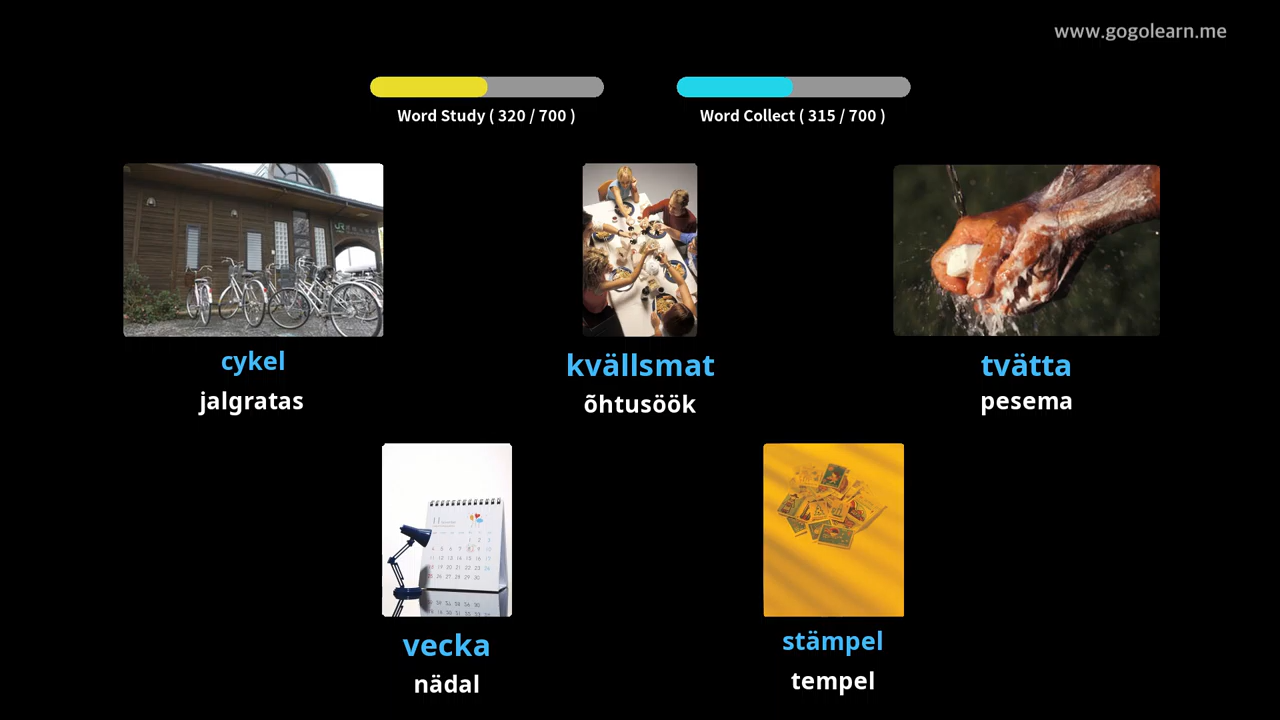 www.gogolearn.me
Word Study ( 320 / 700 )
Word Collect ( 315 / 700 )
cykel
jalgratas
kvällsmat
õhtusöök
tvätta
pesema
vecka
nädal
stämpel
tempel